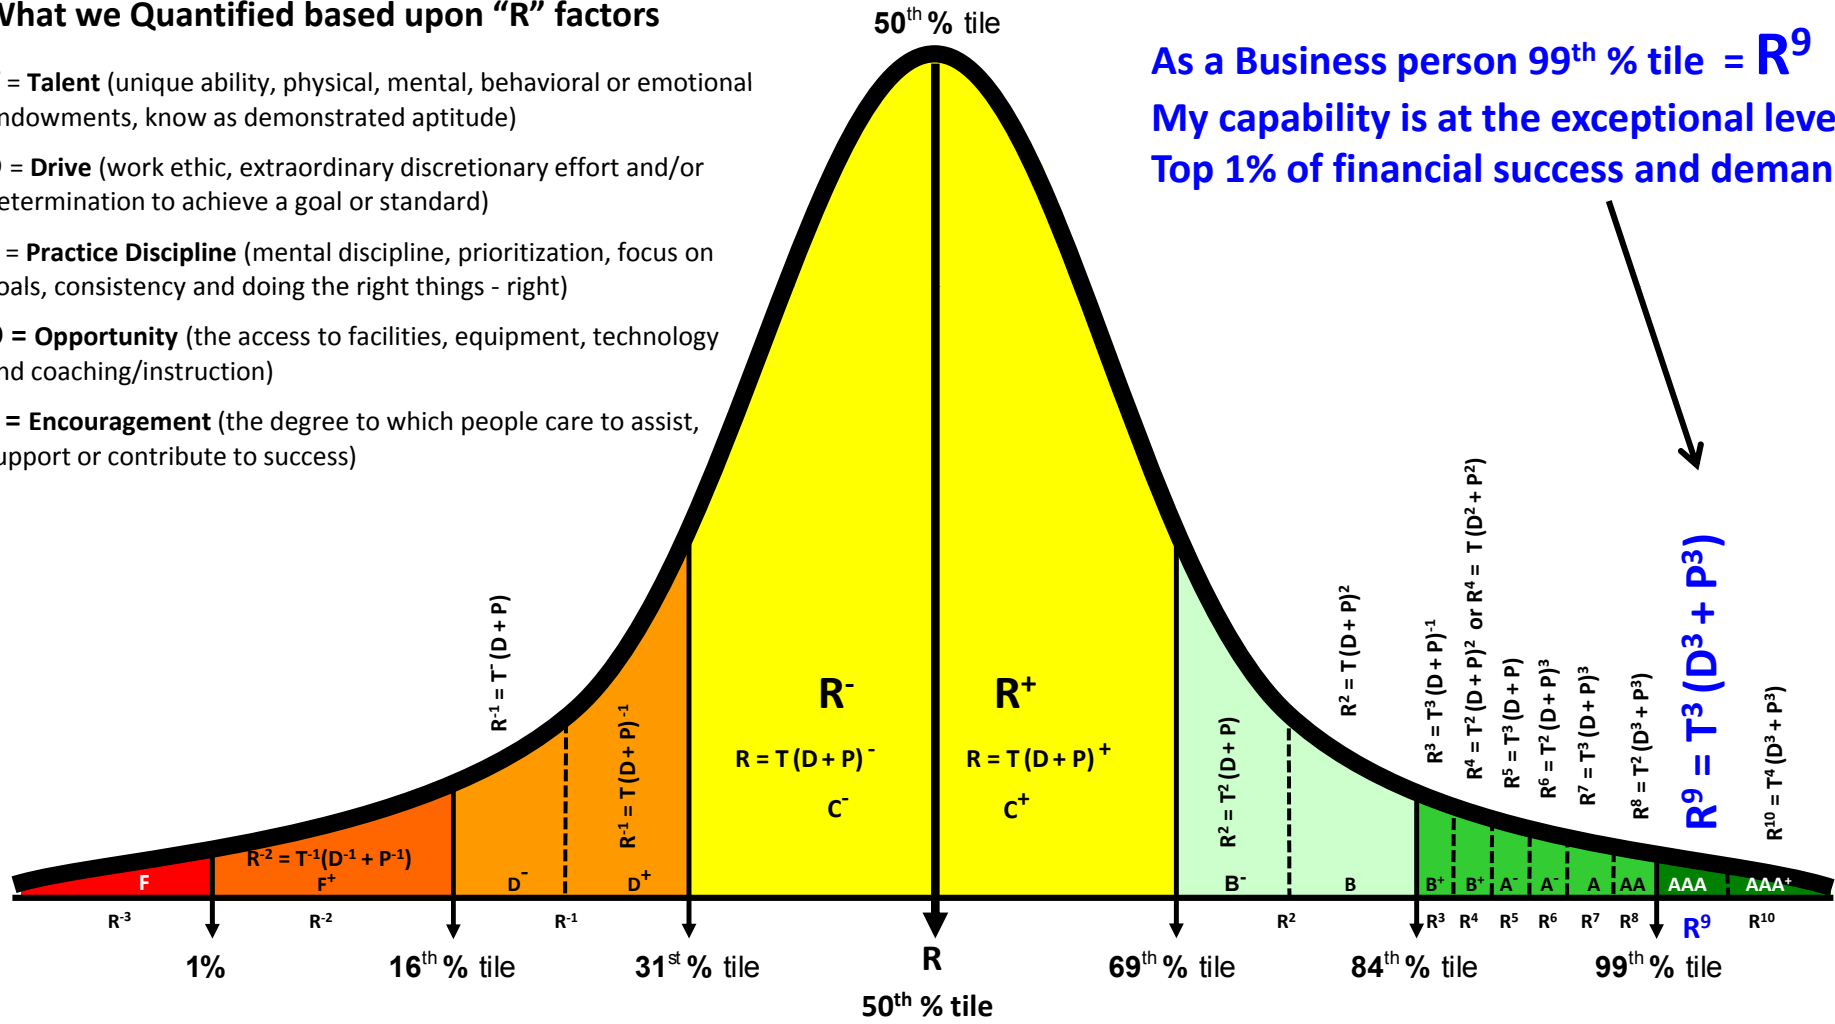 What we Quantified based upon “R” factors
50th % tile
= Talent (unique ability, physical, mental, behavioral or emotional
ndowments, know as demonstrated aptitude)
= Drive (work ethic, extraordinary discretionary effort and/or
etermination to achieve a goal or standard)
= Practice Discipline (mental discipline, prioritization, focus on
oals, consistency and doing the right things - right)
= Opportunity (the access to facilities, equipment, technology
nd coaching/instruction)
= Encouragement (the degree to which people care to assist,
upport or contribute to success)
As a Business person 99th % tile = R⁹
My capability is at the exceptional leve
Top 1% of financial success and deman
R⁻¹ = T⁻ (D + P)
R⁻¹ = T (D + P)⁻¹
R⁻
R = T (D + P) ⁻
C⁻
R⁺
R = T (D + P) ⁺
C⁺
R² = T² (D + P)
R² = T (D + P)²
R³ = T³ (D + P)⁻¹
R⁴ = T² (D + P)² or R⁴ = T (D² + P²)
R⁵ = T³ (D + P)
R⁶ = T² (D + P)³
R⁷ = T³ (D + P)³
R⁸ = T² (D³ + P³)
R⁹ = T³ (D³ + P³)
R¹⁰ = T⁴ (D³ + P³)
R⁻² = T⁻¹(D⁻¹ + P⁻¹)
F F⁺ D⁻ D⁺ B⁻ B B⁺ B⁺ A⁻ A⁻ A AA AAA AAA⁺
R⁻³ R⁻² R⁻¹ R² R³ R⁴ R⁵ R⁶ R⁷ R⁸ R⁹ R¹⁰
1% 16th % tile 31st % tile R 69th % tile 84th % tile 99th % tile
50th % tile